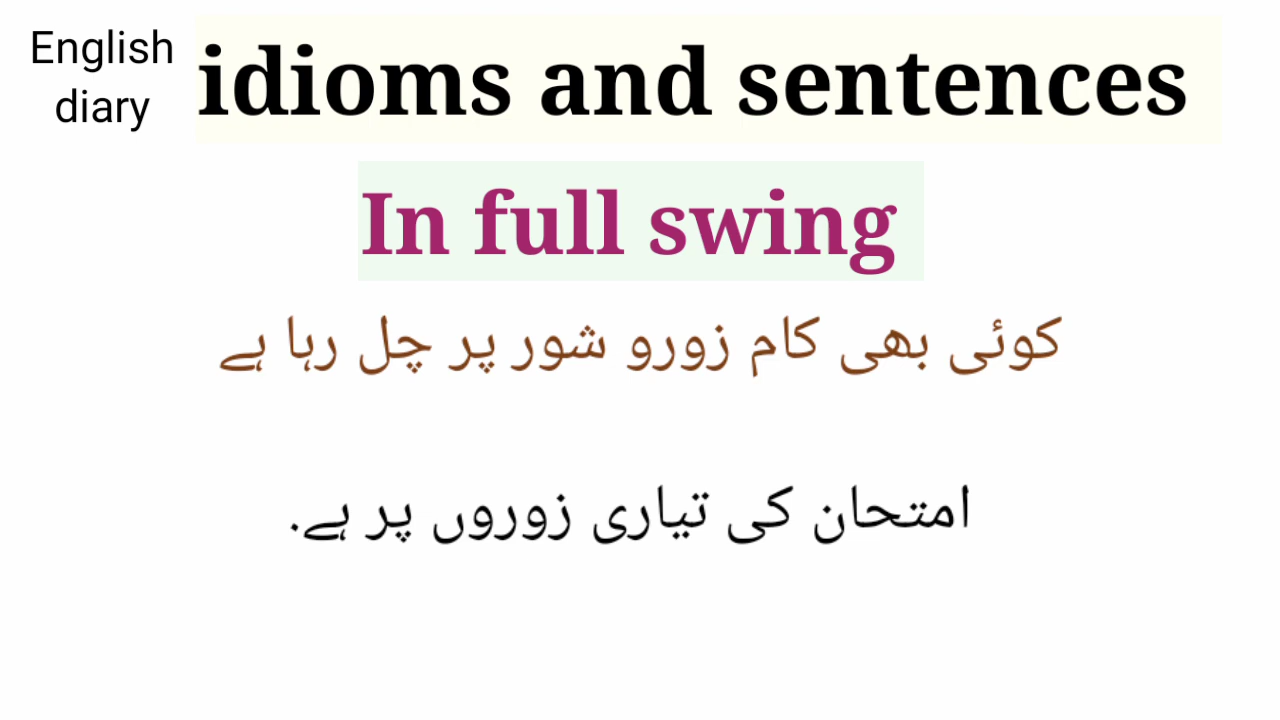 English
diary
idioms and sentences
In full swing
کوئی بھی کام زورو شور پر چل رہا ہے
امتحان کی تیاری زوروں پر ہے.